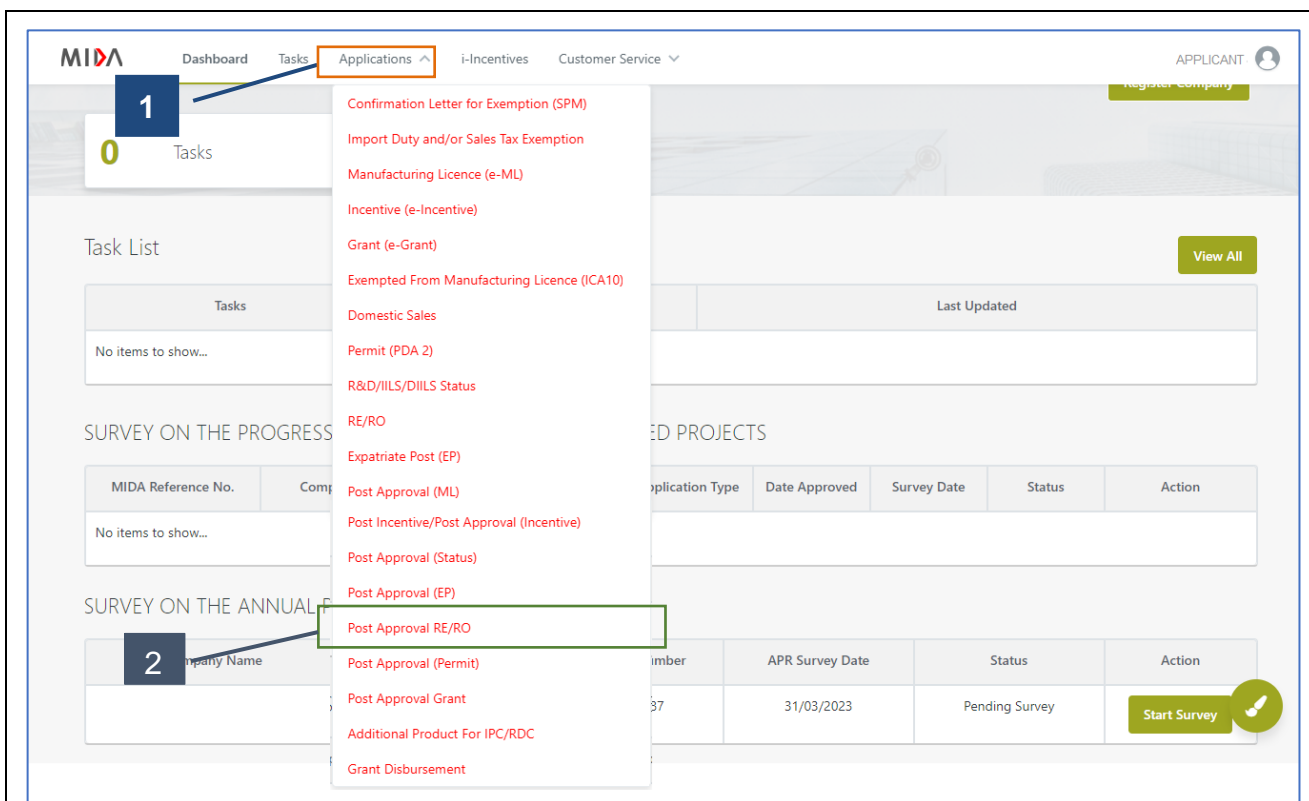 MIDA Dashboard Tasks Applications i-Incentives Customer Service APPLICANT
1
Register Company
0 Tasks
Confirmation Letter for Exemption (SPM)
Import Duty and/or Sales Tax Exemption
Manufacturing Licence (e-ML)
Incentive (e-Incentive)
Grant (e-Grant)
Exempted From Manufacturing Licence (ICA10)
Domestic Sales
Permit (PDA 2)
R&D/IILS/DIILS Status
RE/RO
Expatriate Post (EP)
Post Approval (ML)
Post Incentive/Post Approval (Incentive)
Post Approval (Status)
Post Approval (EP)
Post Approval RE/RO
Post Approval (Permit)
Post Approval Grant
Additional Product For IPC/RDC
Grant Disbursement
Task List View All
Tasks Last Updated
No items to show...
SURVEY ON THE PROGRESS ED PROJECTS
MIDA Reference No. Comp pplication Type Date Approved Survey Date Status Action
No items to show...
SURVEY ON THE ANNUAL P
2
mpany Name umber APR Survey Date Status Action
37 31/03/2023 Pending Survey Start Survey